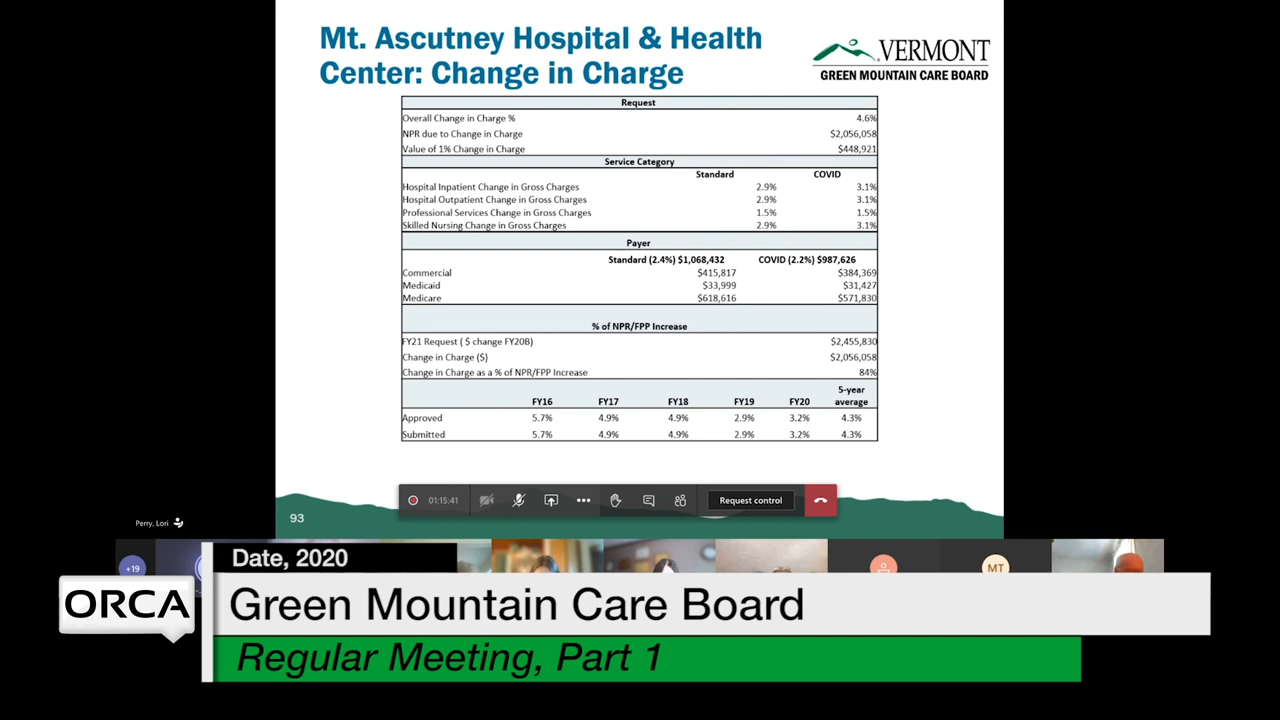 Mt. Ascutney Hospital & Health
Center: Change in Charge
VERMONT
GREEN MOUNTAIN CARE BOARD
Request
Overall Change in Charge % 4.6%
NPR due to Change in Charge $2,056,058
Value of 1% Change in Charge $448,921
Service Category
Standard COVID
Hospital Inpatient Change in Gross Charges 2.9% 3.1%
Hospital Outpatient Change in Gross Charges 2.9% 3.1%
Professional Services Change in Gross Charges 1.5% 1.5%
Skilled Nursing Change in Gross Charges 2.9% 3.1%
Payer
Standard (2.4%) $1,068,432 COVID (2.2%) $987,626
Commercial $415,817 $384,369
Medicaid $33,999 $31,427
Medicare $618,616 $571,830
% of NPR/FPP Increase
FY21 Request ( $ change FY20B) $2,455,830
Change in Charge ($) $2,056,058
Change in Charge as a % of NPR/FPP Increase 84%
FY16 FY17 FY18 FY19 FY20 5-year average
Approved 5.7% 4.9% 4.9% 2.9% 3.2% 4.3%
Submitted 5.7% 4.9% 4.9% 2.9% 3.2% 4.3%
01:15:41 Request control
93
Perry, Lori
+19 MT
Date, 2020
ORCA
Green Mountain Care Board
Regular Meeting, Part 1